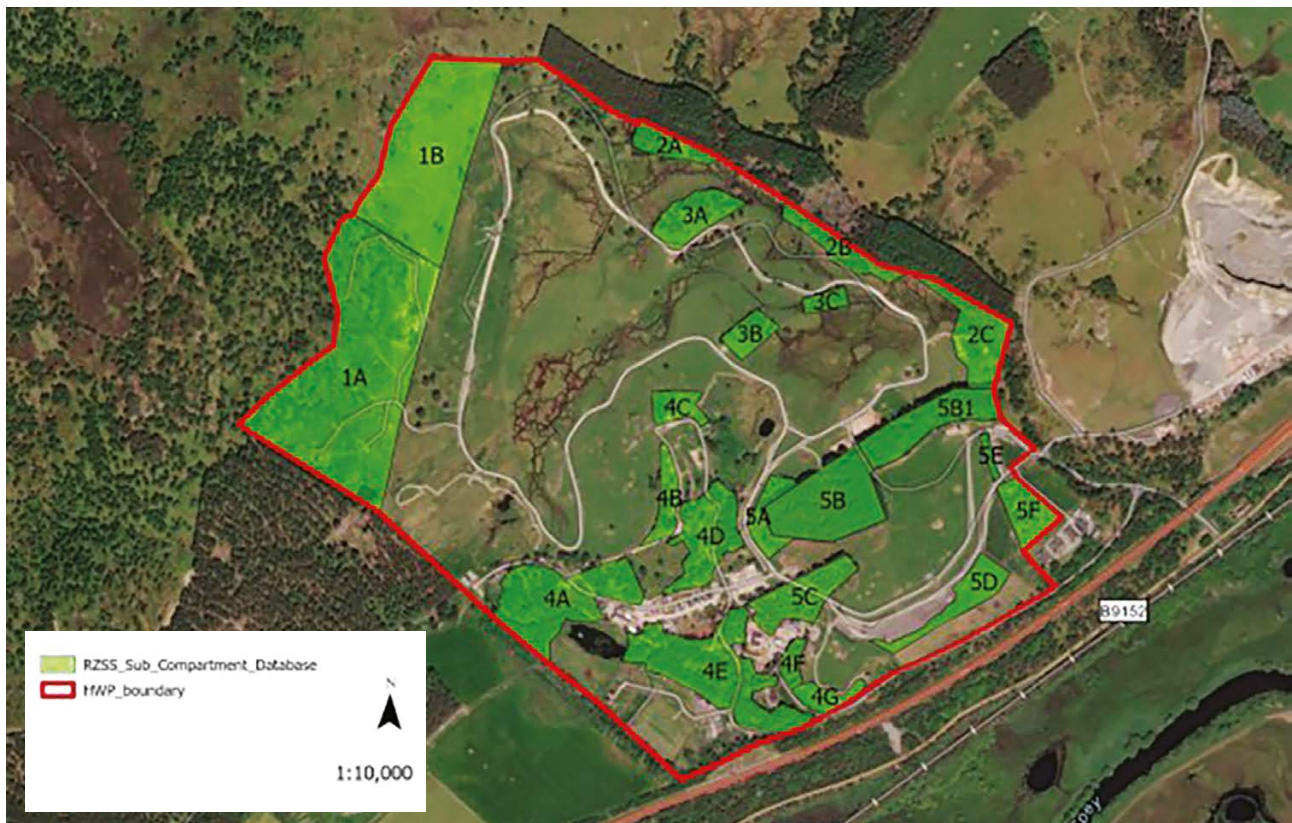 1B
2A
3A
2B
3C
3B
2C
1A
4C
5B1
5E
4B
5B
5A
5F
4D
5D
4A
5C
B9152
4E
4F
4G
RZSS_Sub_Compartment_Database
HWP_boundary
N
1:10,000
pey